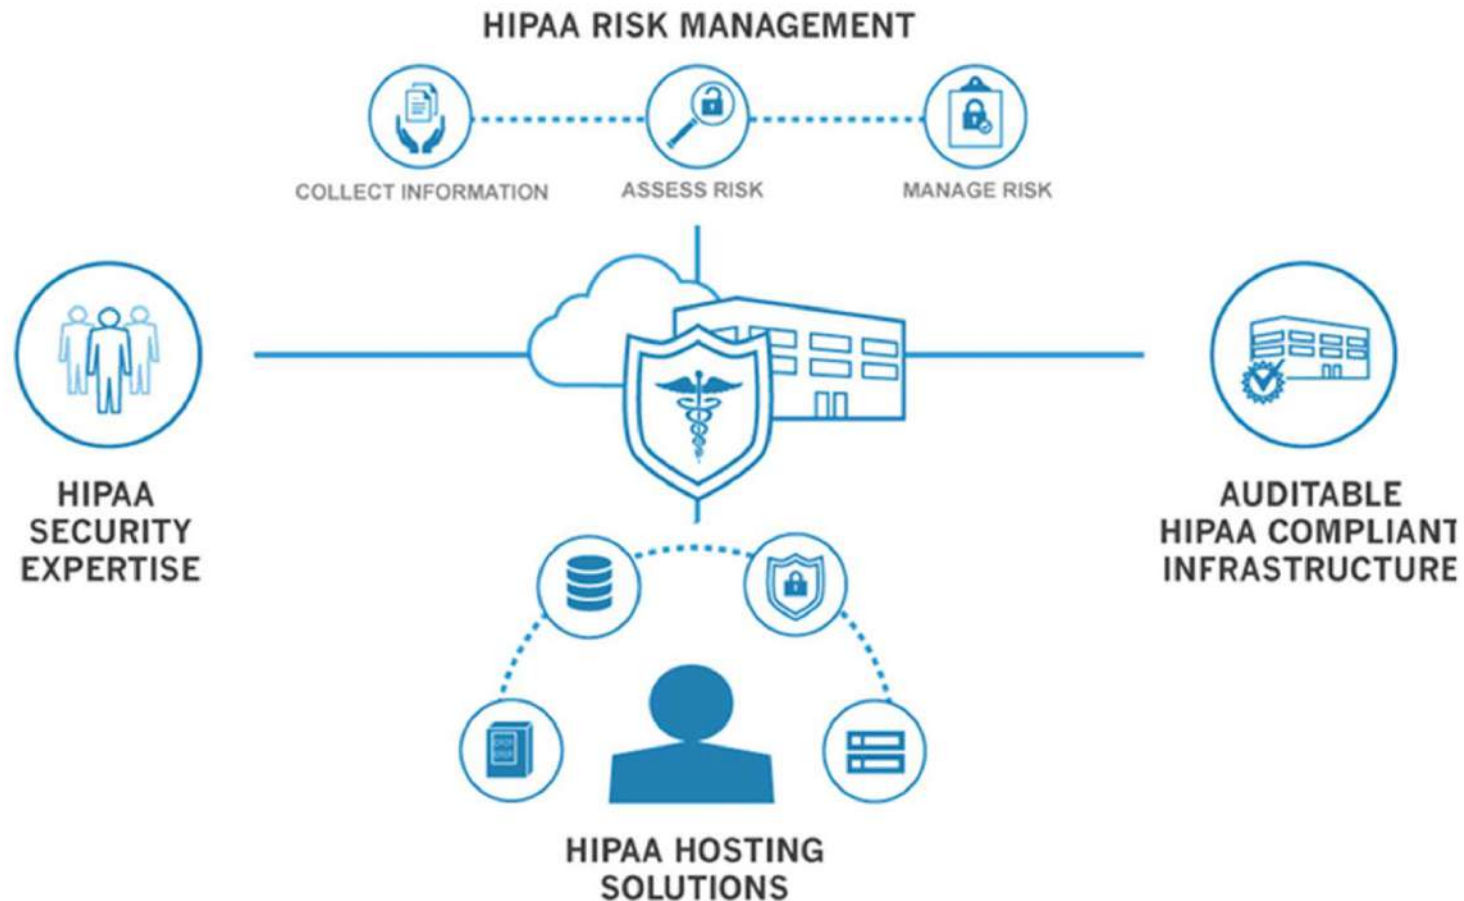 HIPAA RISK MANAGEMENT
COLLECT INFORMATION
ASSESS RISK
MANAGE RISK
HIPAA
SECURITY
EXPERTISE
AUDITABLE
HIPAA COMPLIANT
INFRASTRUCTURE
HIPAA HOSTING
SOLUTIONS